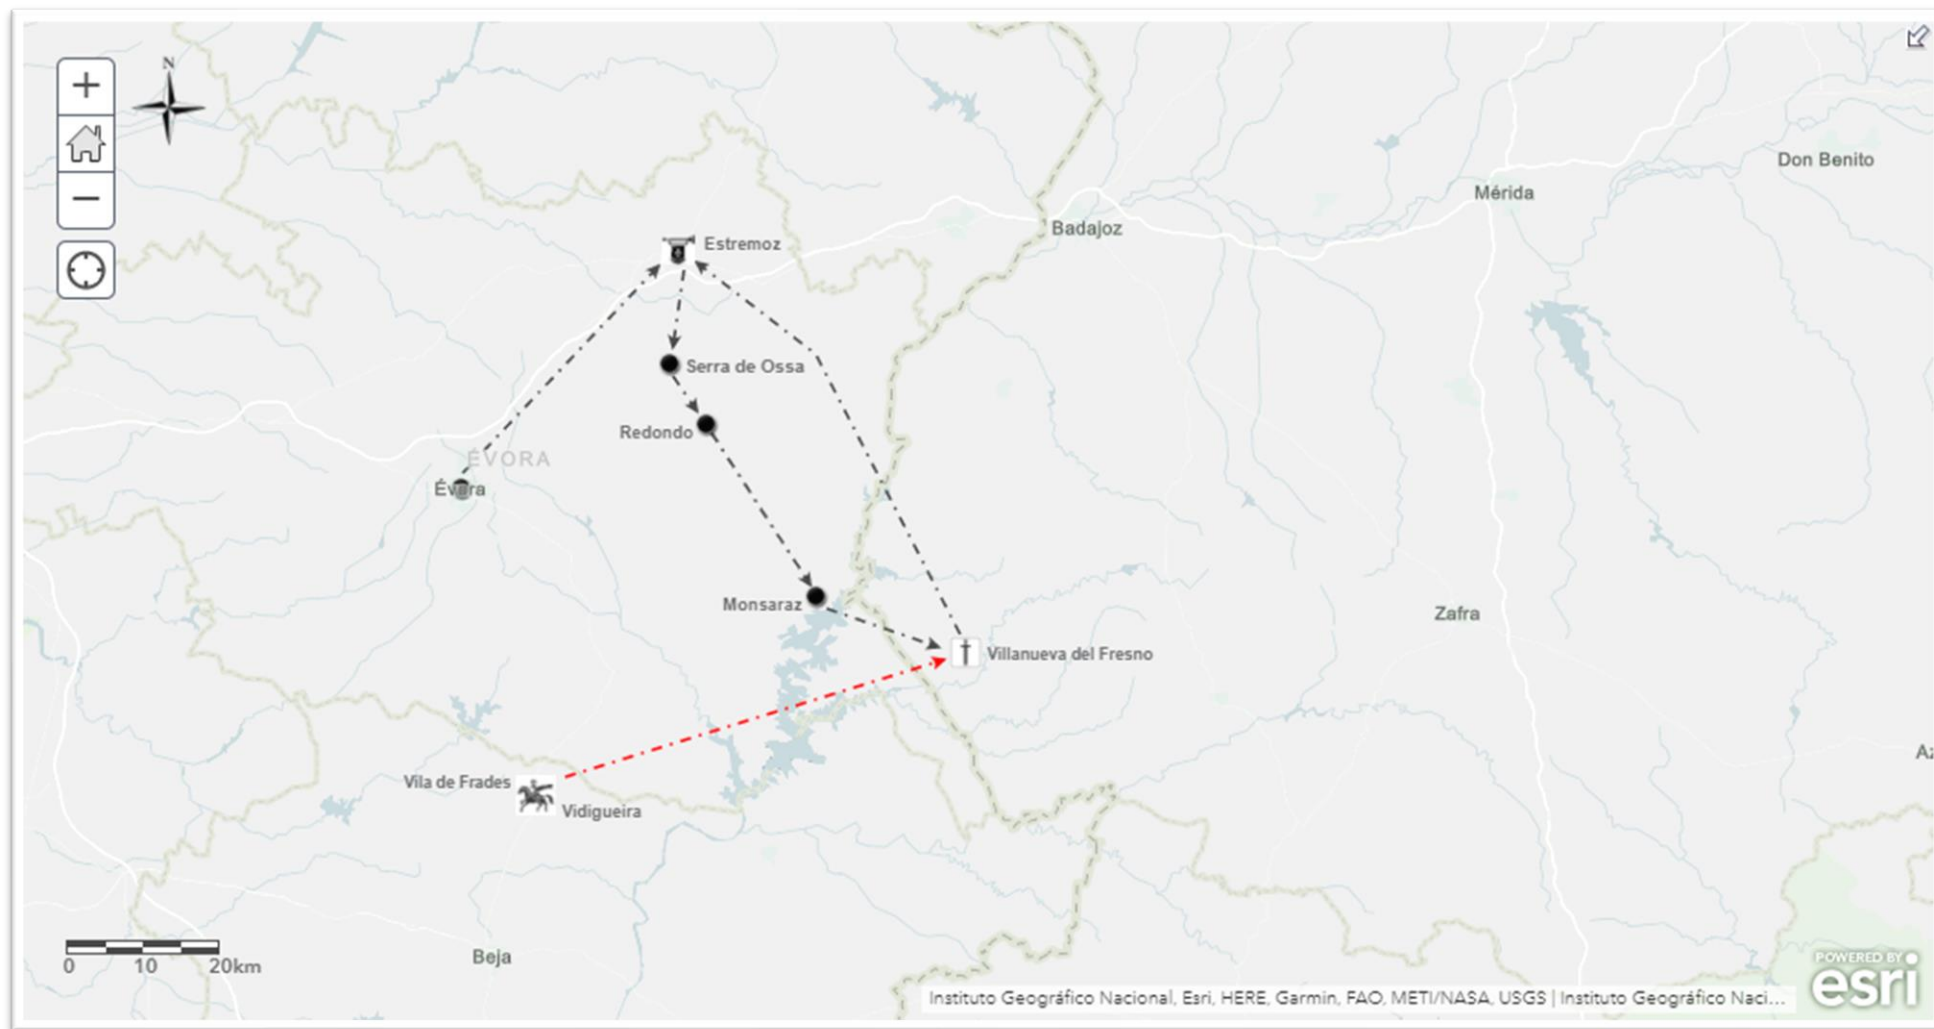 N
Don Benito
Mérida
Badajoz
Estremoz
Serra de Ossa
Redondo
ÉVORA
Évora
Monsaraz
Zafra
Villanueva del Fresno
Az
Vila de Frades
Vidigueira
Beja
0 10 20km
POWERED BY
esri
Instituto Geográfico Nacional, Esri, HERE, Garmin, FAO, METI/NASA, USGS | Instituto Geográfico Naci...